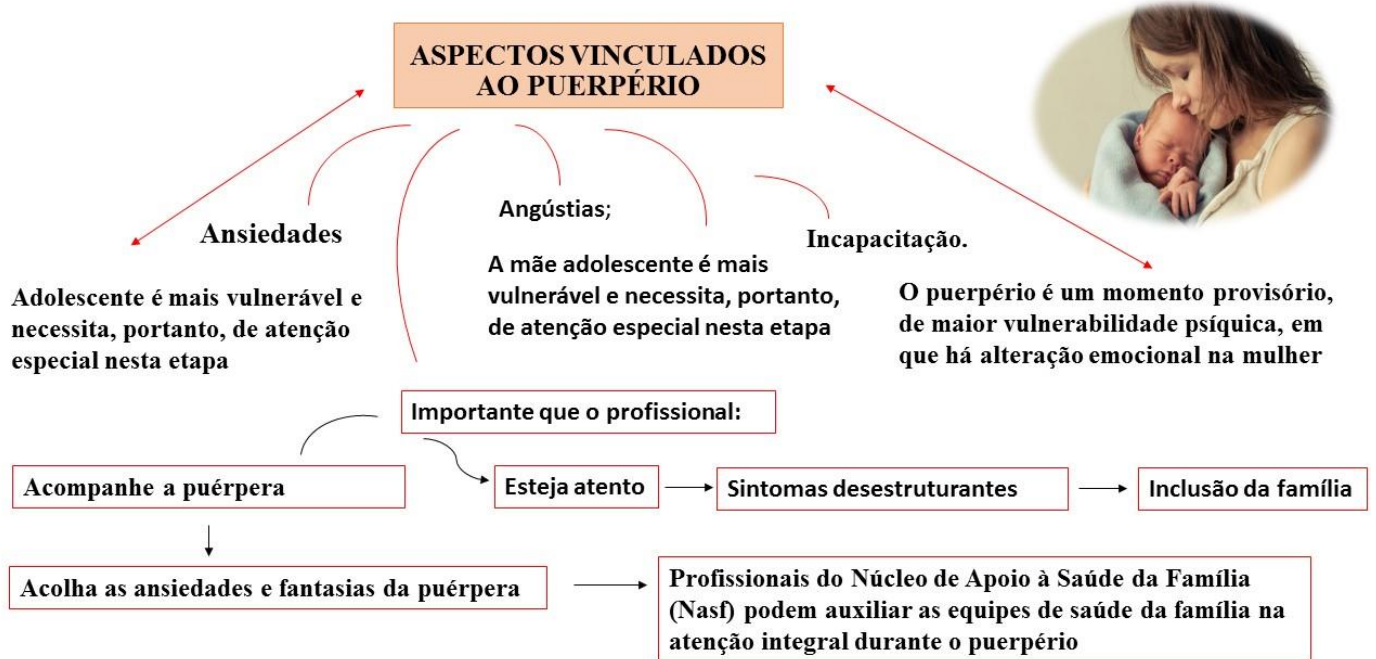 ASPECTOS VINCULADOS
AO PUERPÉRIO
Ansiedades
Angústias;
Incapacitação.
Adolescente é mais vulnerável e
necessita, portanto, de atenção
especial nesta etapa
A mãe adolescente é mais
vulnerável e necessita, portanto,
de atenção especial nesta etapa
O puerpério é um momento provisório,
de maior vulnerabilidade psíquica, em
que há alteração emocional na mulher
Importante que o profissional:
Acompanhe a puérpera
Esteja atento
Sintomas desestruturantes
Inclusão da família
Acolha as ansiedades e fantasias da puérpera
Profissionais do Núcleo de Apoio à Saúde da Família
(Nasf) podem auxiliar as equipes de saúde da família na
atenção integral durante o puerpério